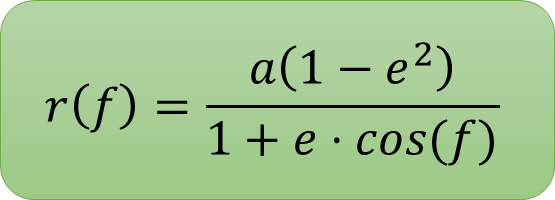 r(f) = a(1 − e²) / 1 + e · cos(f)